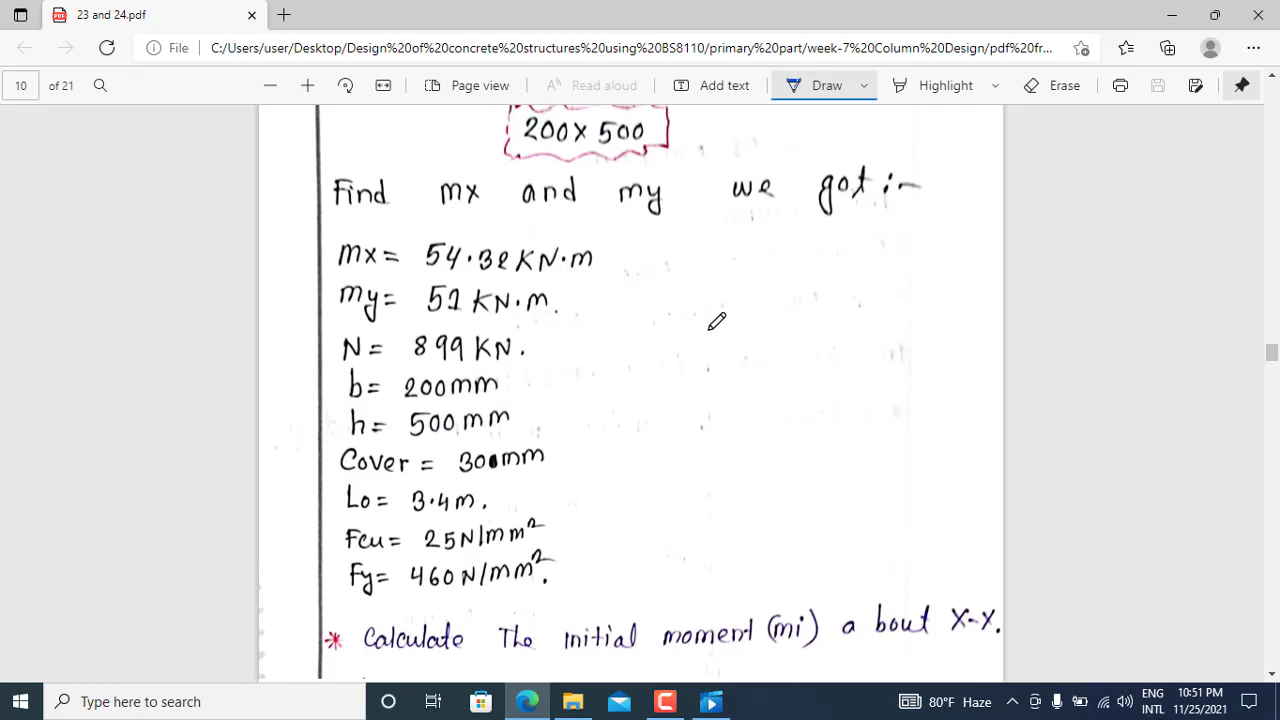 23 and 24.pdf
File
C:/Users/user/Desktop/Design%20of%20concrete%20structures%20using%20BS8110/primary%20part/week-7%20Column%20Design/pdf%20fr...
10 of 21
Page view
Read aloud
Add text
Draw
Highlight
Erase
200x 500
Find mx and my we got :-
mx= 54.32 KN.m
my= 52 KN.m.
N= 899 KN.
b= 200mm
h= 500mm
Cover = 300mm
Lo= 3.4m.
Fcu= 25N/mm²
Fy= 460N/mm².
* Calculate The initial moment (mi) a bout X-X.
Type here to search
80°F Haze
ENG
INTL
10:51 PM
11/25/2021